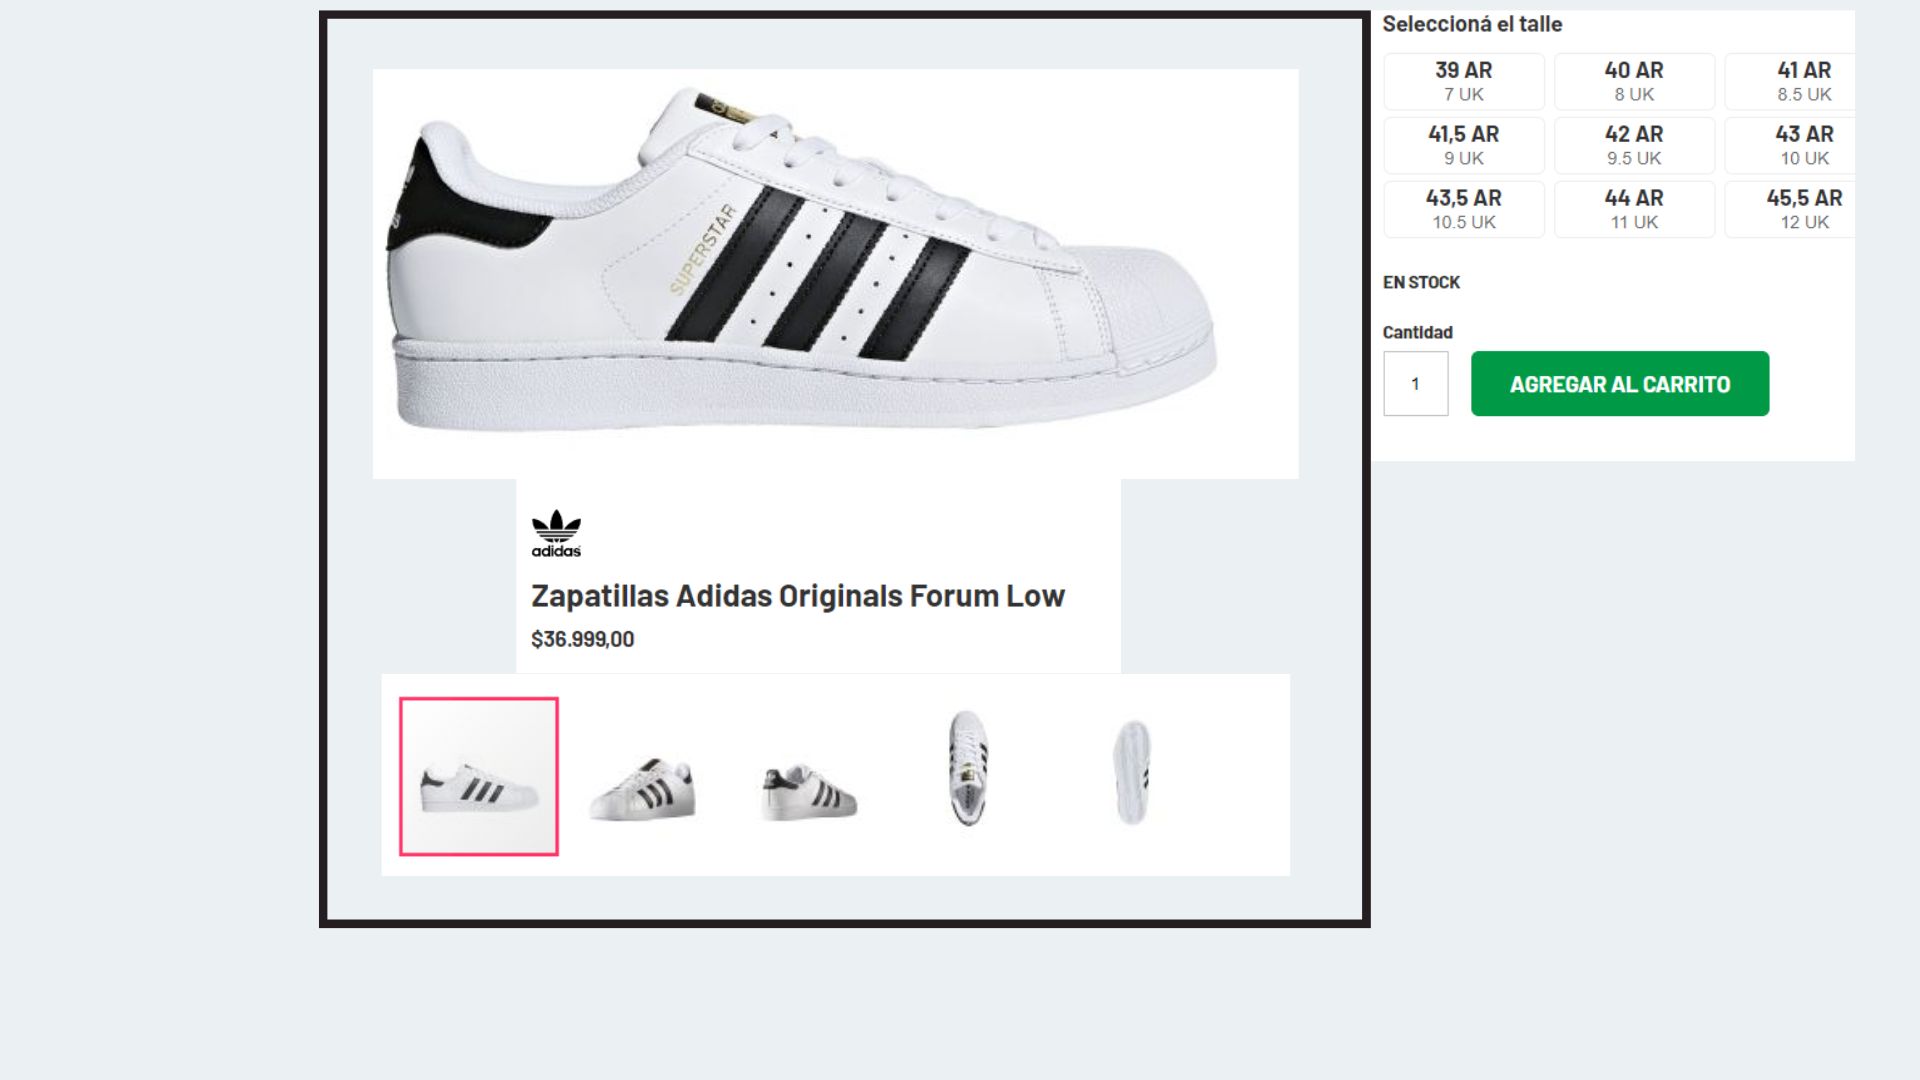 SUPERSTAR
adidas
Zapatillas Adidas Originals Forum Low
$36.999,00
Seleccioná el talle
39 AR
7 UK
40 AR
8 UK
41 AR
8.5 UK
41,5 AR
9 UK
42 AR
9.5 UK
43 AR
10 UK
43,5 AR
10.5 UK
44 AR
11 UK
45,5 AR
12 UK
EN STOCK
Cantidad
1
AGREGAR AL CARRITO